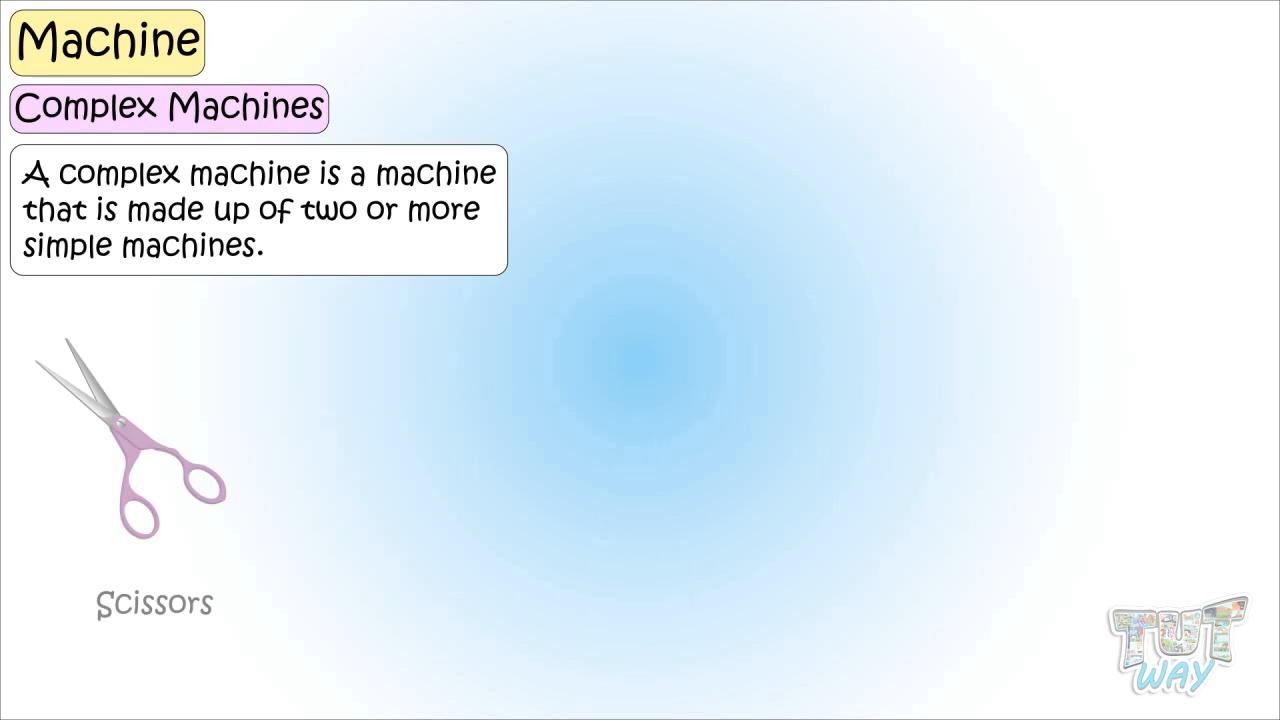 Machine
Complex Machines
A complex machine is a machine
that is made up of two or more
simple machines.
Scissors
TUT
WAY